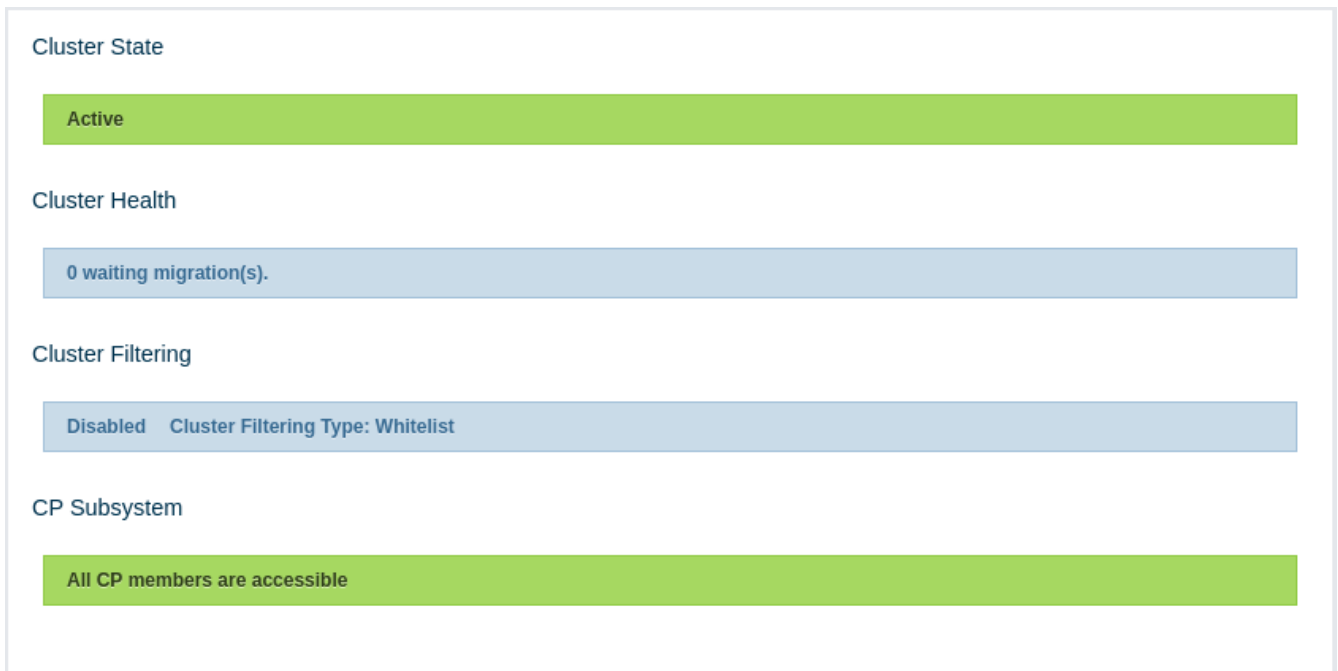 Cluster State
Active
Cluster Health
0 waiting migration(s).
Cluster Filtering
Disabled Cluster Filtering Type: Whitelist
CP Subsystem
All CP members are accessible